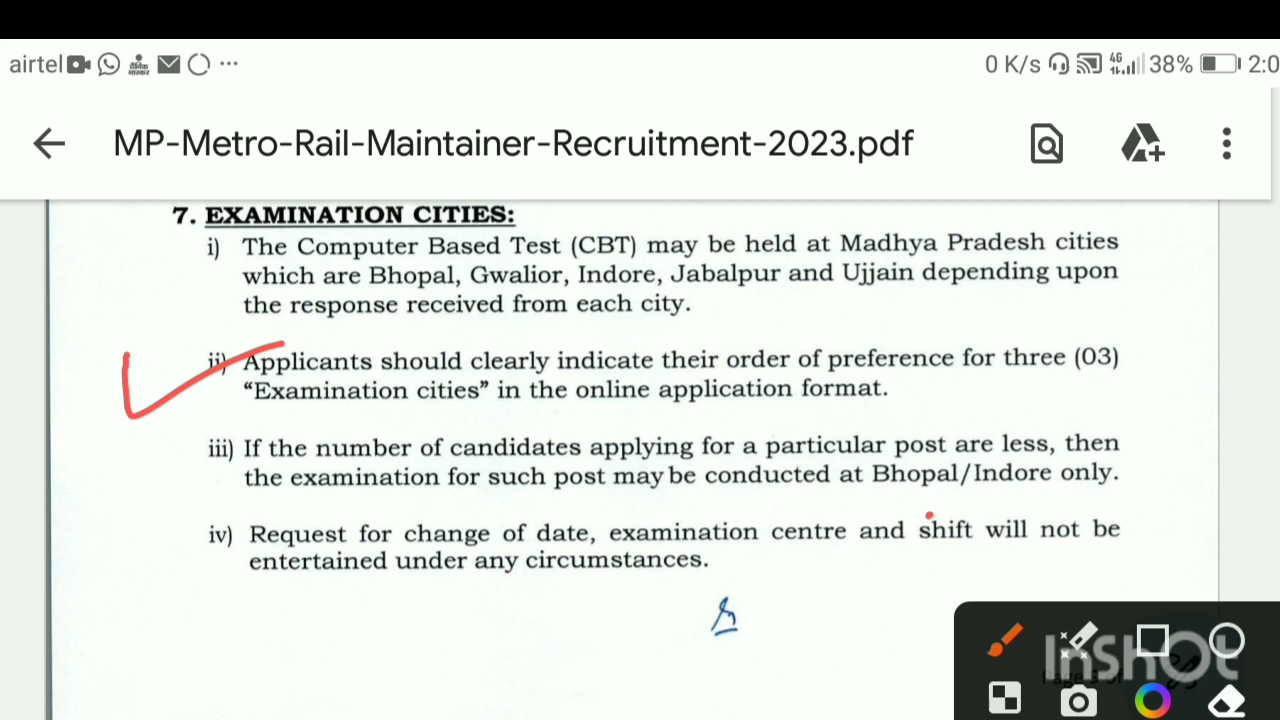 airtel ... 0 K/s 4G 38% 2:0
MP-Metro-Rail-Maintainer-Recruitment-2023.pdf
7. EXAMINATION CITIES:
i) The Computer Based Test (CBT) may be held at Madhya Pradesh cities
which are Bhopal, Gwalior, Indore, Jabalpur and Ujjain depending upon
the response received from each city.
ii) Applicants should clearly indicate their order of preference for three (03)
“Examination cities” in the online application format.
iii) If the number of candidates applying for a particular post are less, then
the examination for such post may be conducted at Bhopal/Indore only.
iv) Request for change of date, examination centre and shift will not be
entertained under any circumstances.
InShOt